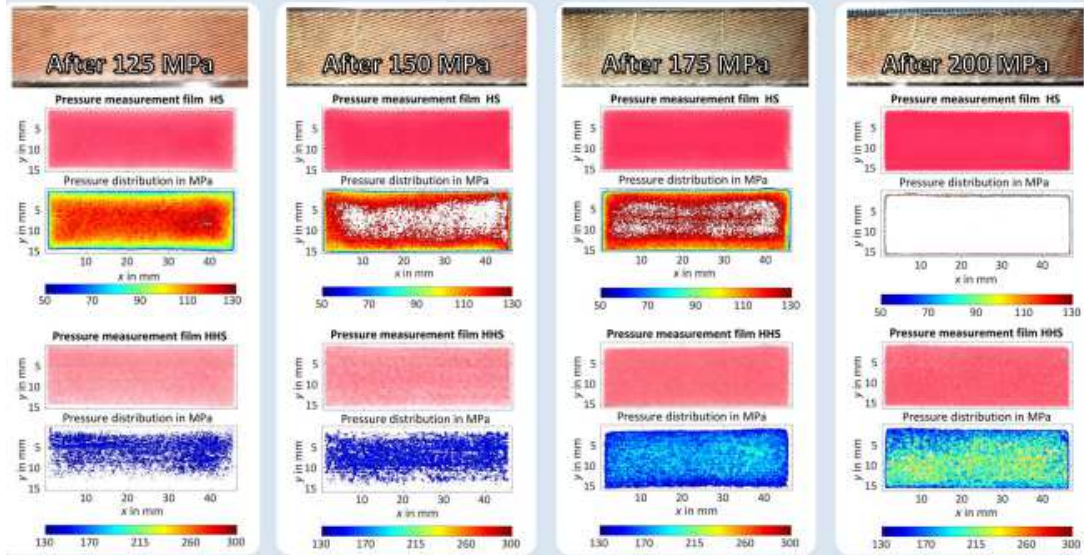 After 125 MPa
Pressure measurement film HS
y in mm
5
10
15
Pressure distribution in MPa
y in mm
5
10
15
10 20 30 40
x in mm
50 70 90 110 130
Pressure measurement film HHS
y in mm
5
10
15
Pressure distribution in MPa
y in mm
5
10
15
10 20 30 40
x in mm
130 170 215 260 300
After 150 MPa
Pressure measurement film HS
y in mm
5
10
15
Pressure distribution in MPa
y in mm
5
10
15
10 20 30 40
x in mm
50 70 90 110 130
Pressure measurement film HHS
y in mm
5
10
15
Pressure distribution in MPa
y in mm
5
10
15
10 20 30 40
x in mm
130 170 215 260 300
After 175 MPa
Pressure measurement film HS
y in mm
5
10
15
Pressure distribution in MPa
y in mm
5
10
15
10 20 30 40
x in mm
50 70 90 110 130
Pressure measurement film HHS
y in mm
5
10
15
Pressure distribution in MPa
y in mm
5
10
15
10 20 30 40
x in mm
130 170 215 260 300
After 200 MPa
Pressure measurement film HS
y in mm
5
10
15
Pressure distribution in MPa
y in mm
5
10
15
10 20 30 40
x in mm
50 70 90 110 130
Pressure measurement film HHS
y in mm
5
10
15
Pressure distribution in MPa
y in mm
5
10
15
10 20 30 40
x in mm
130 170 215 260 300